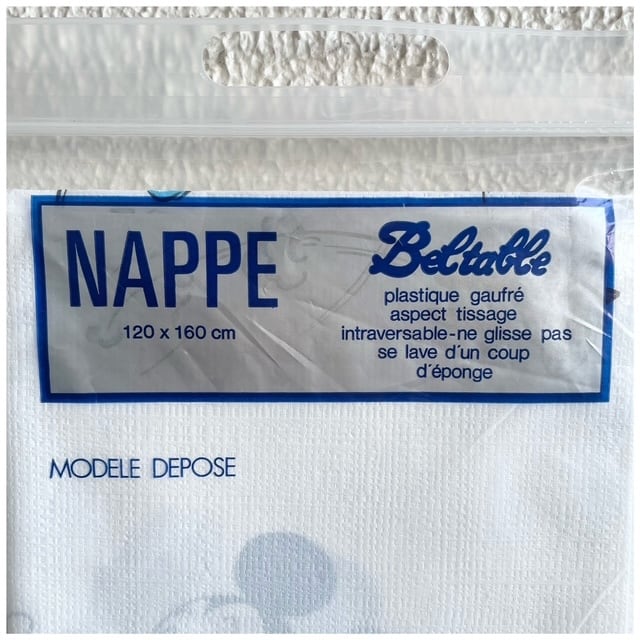 NAPPE
120 x 160 cm
Beltable
plastique gaufré
aspect tissage
intraversable-ne glisse pas
se lave d'un coup
d'éponge
MODELE DEPOSE